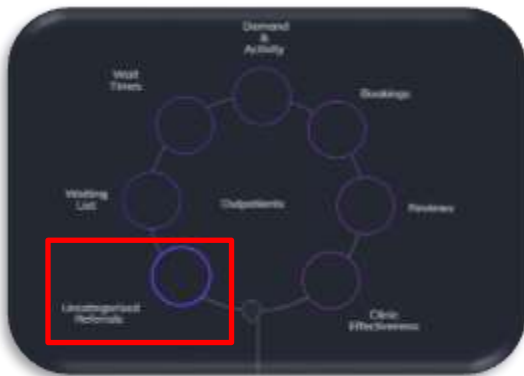 Demand
&
Activity
Wait
Times
Bookings
Waiting
List
Outpatients
Reviews
Uncategorised
Referrals
Clinic
Effectiveness